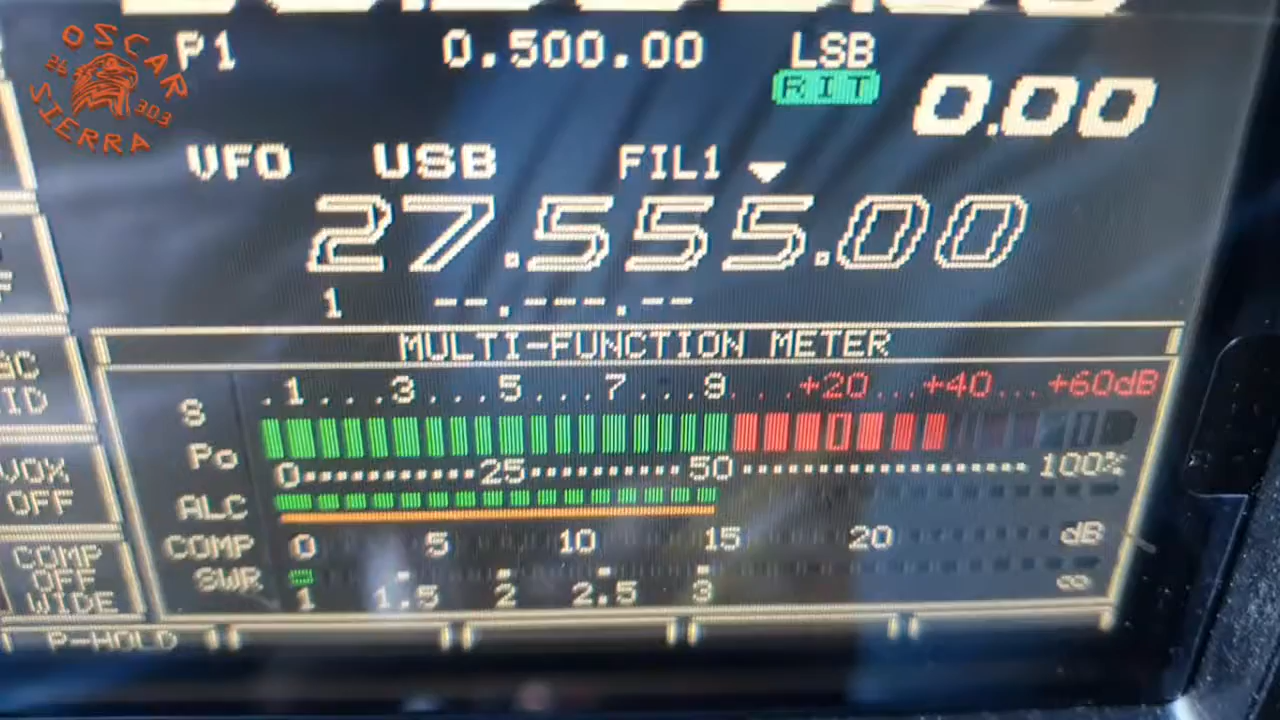 OSCAR
26 303
SIERRA
P1 0.500.00 LSB
RIT 0.00
VFO USB FIL1
27.555.00
1 --.---.--
MULTI-FUNCTION METER
S .1...3...5...7...9...+20...+40...+60dB
Po 0 25 50 100%
ALC
COMP 0 5 10 15 20 dB
SWR 1 1.5 2 2.5 3 ∞
VOX
OFF
COMP
OFF
WIDE
P-HOLD